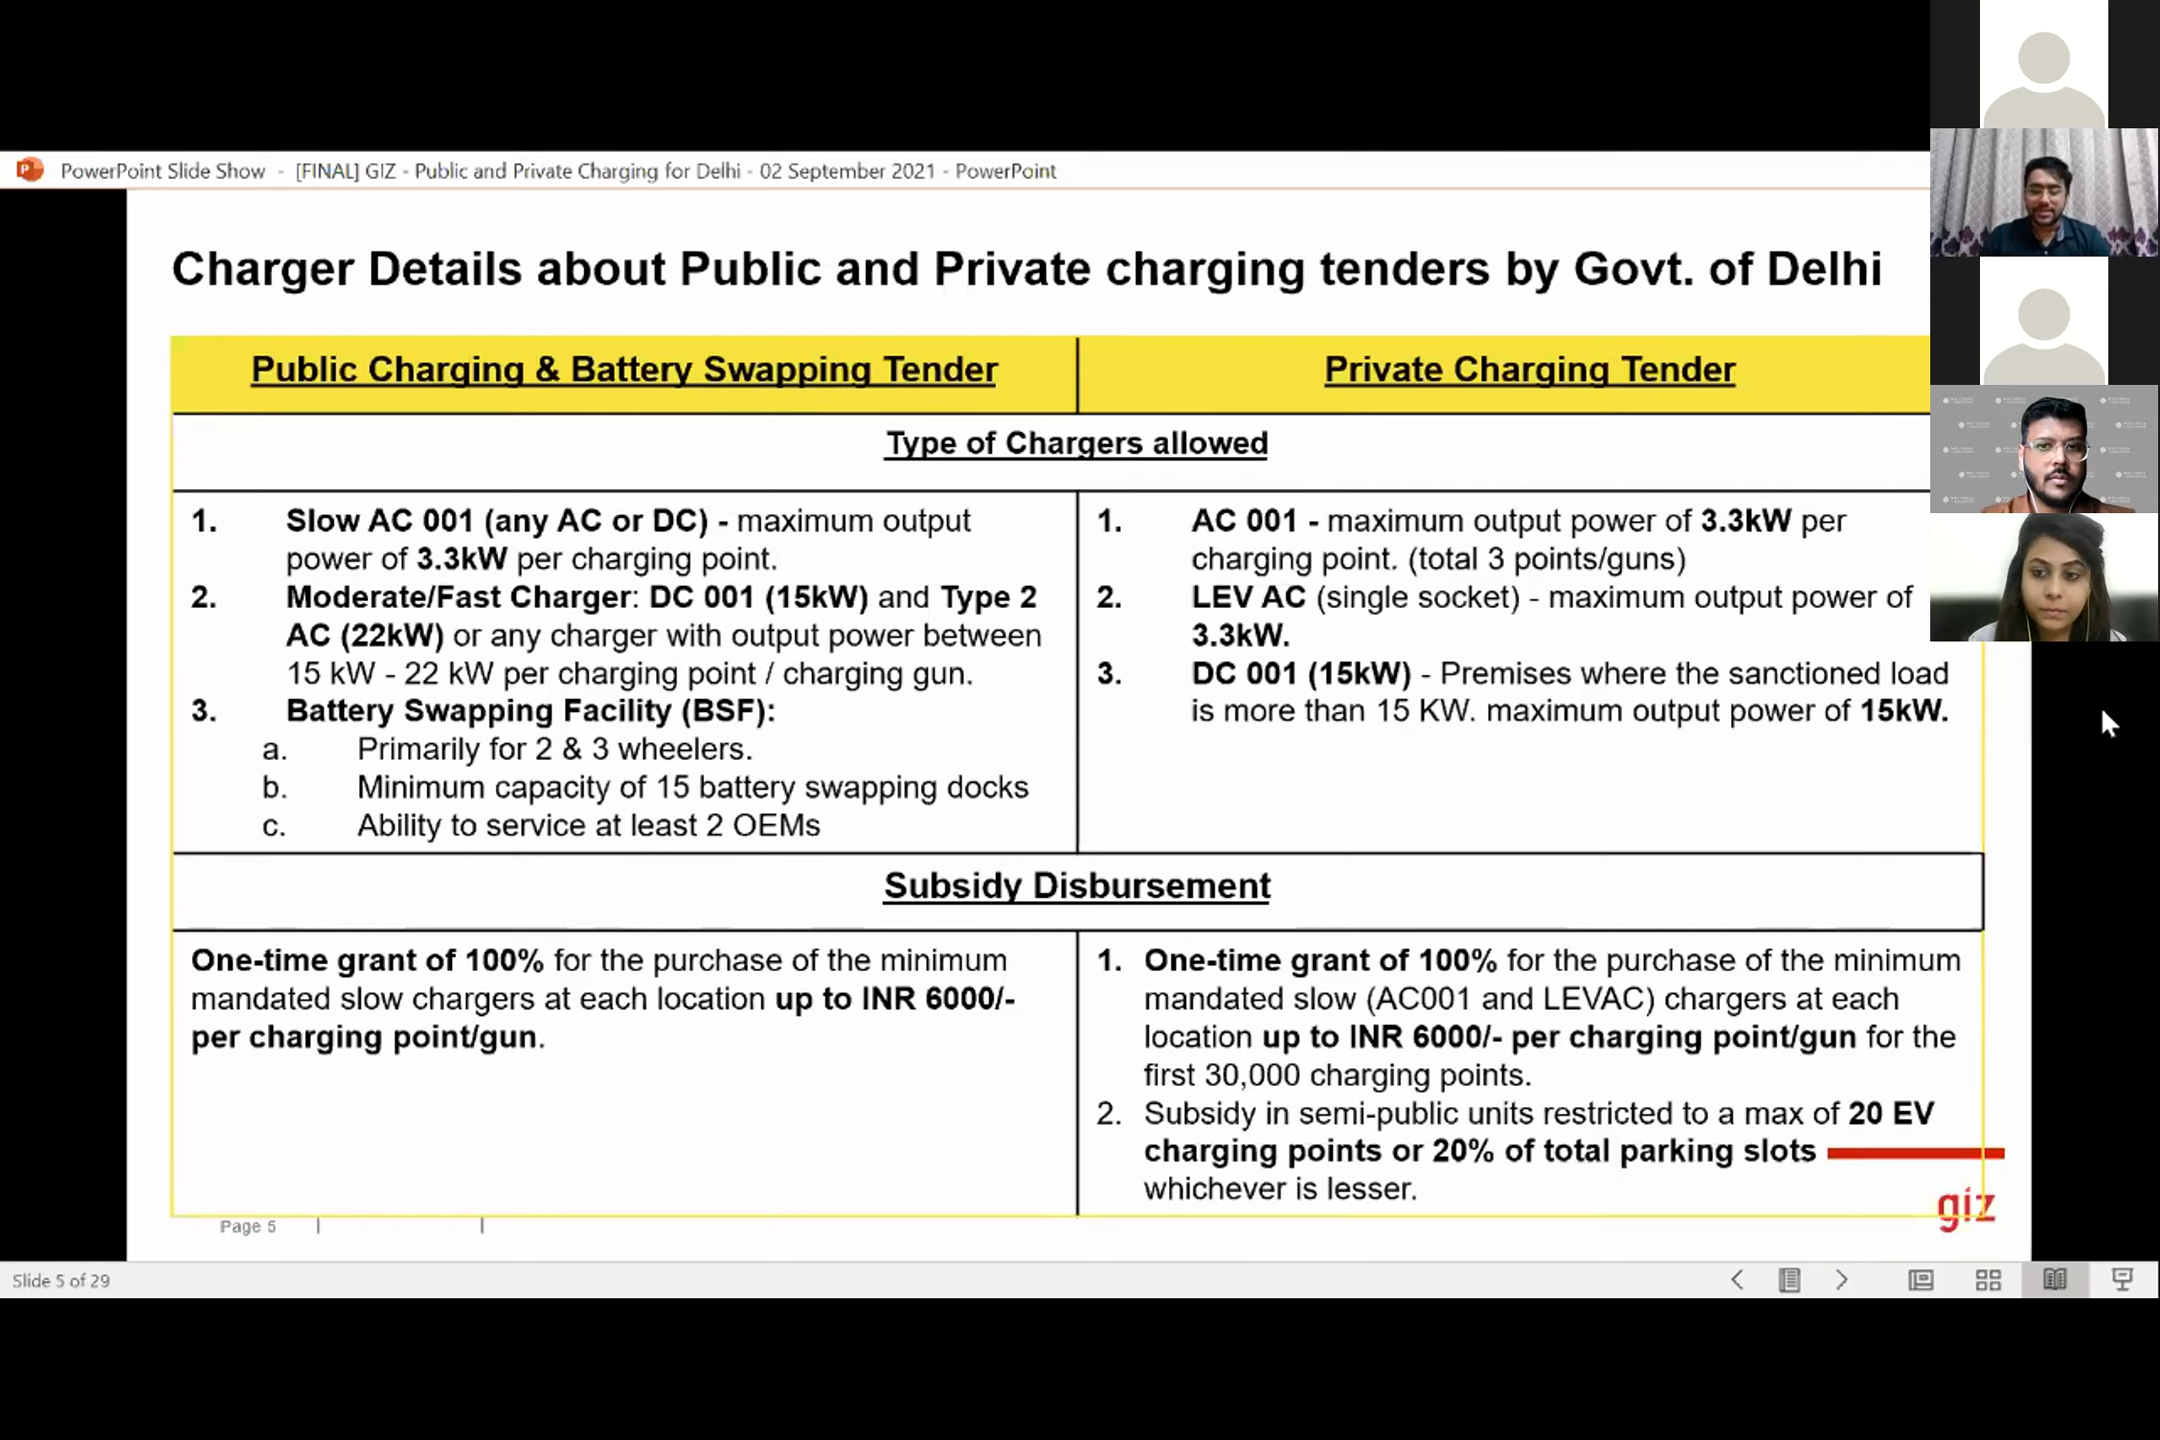 PowerPoint Slide Show - [FINAL] GIZ - Public and Private Charging for Delhi - 02 September 2021 - PowerPoint
Charger Details about Public and Private charging tenders by Govt. of Delhi
Public Charging & Battery Swapping Tender
Private Charging Tender
Type of Chargers allowed
1. Slow AC 001 (any AC or DC) - maximum output
power of 3.3kW per charging point.
2. Moderate/Fast Charger: DC 001 (15kW) and Type 2
AC (22kW) or any charger with output power between
15 kW - 22 kW per charging point / charging gun.
3. Battery Swapping Facility (BSF):
a. Primarily for 2 & 3 wheelers.
b. Minimum capacity of 15 battery swapping docks
c. Ability to service at least 2 OEMs
1. AC 001 - maximum output power of 3.3kW per
charging point. (total 3 points/guns)
2. LEV AC (single socket) - maximum output power of
3.3kW.
3. DC 001 (15kW) - Premises where the sanctioned load
is more than 15 KW. maximum output power of 15kW.
Subsidy Disbursement
One-time grant of 100% for the purchase of the minimum
mandated slow chargers at each location up to INR 6000/-
per charging point/gun.
1. One-time grant of 100% for the purchase of the minimum
mandated slow (AC001 and LEVAC) chargers at each
location up to INR 6000/- per charging point/gun for the
first 30,000 charging points.
2. Subsidy in semi-public units restricted to a max of 20 EV
charging points or 20% of total parking slots
whichever is lesser.
giz
Page 5
Slide 5 of 29